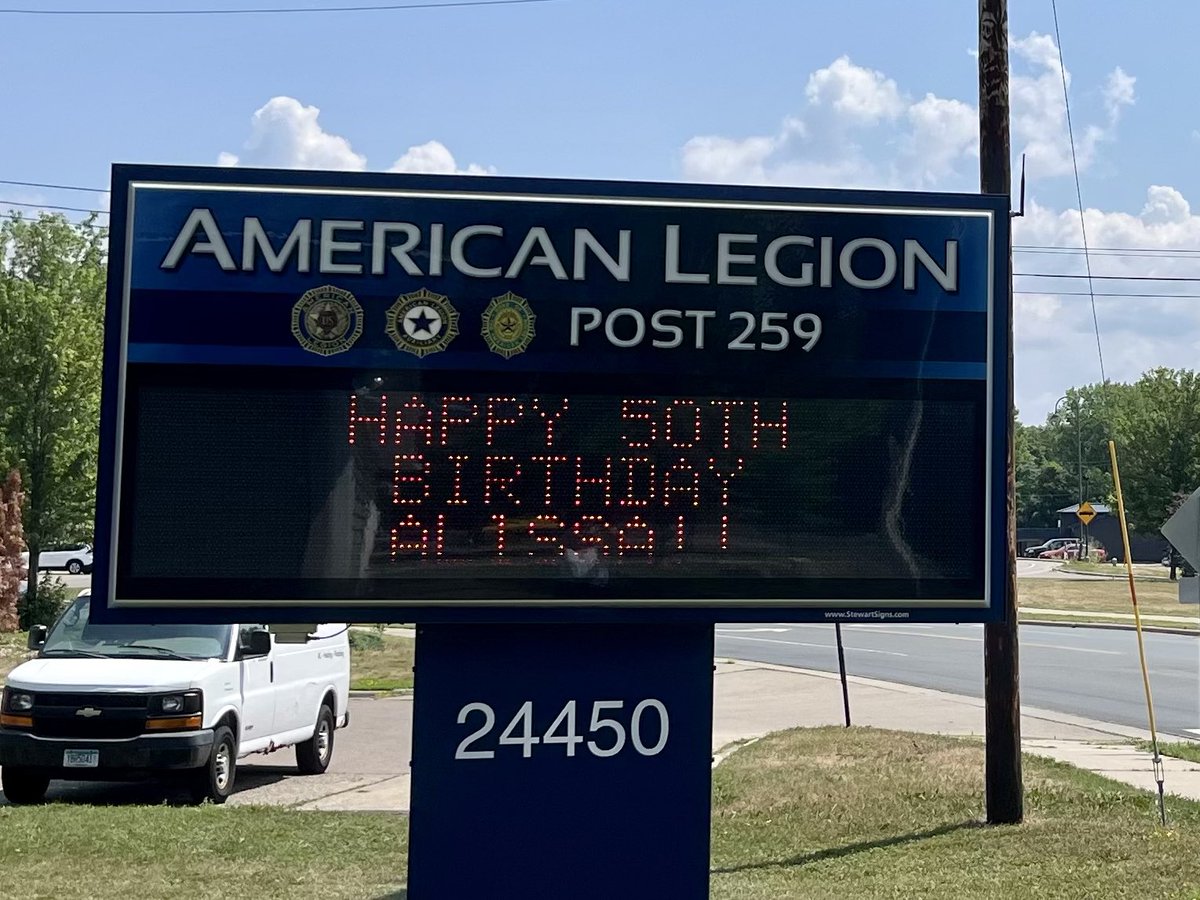 AMERICAN LEGION
POST 259
HAPPY 50TH
BIRTHDAY
ALISSA!!
www.StewartSigns.com
24450